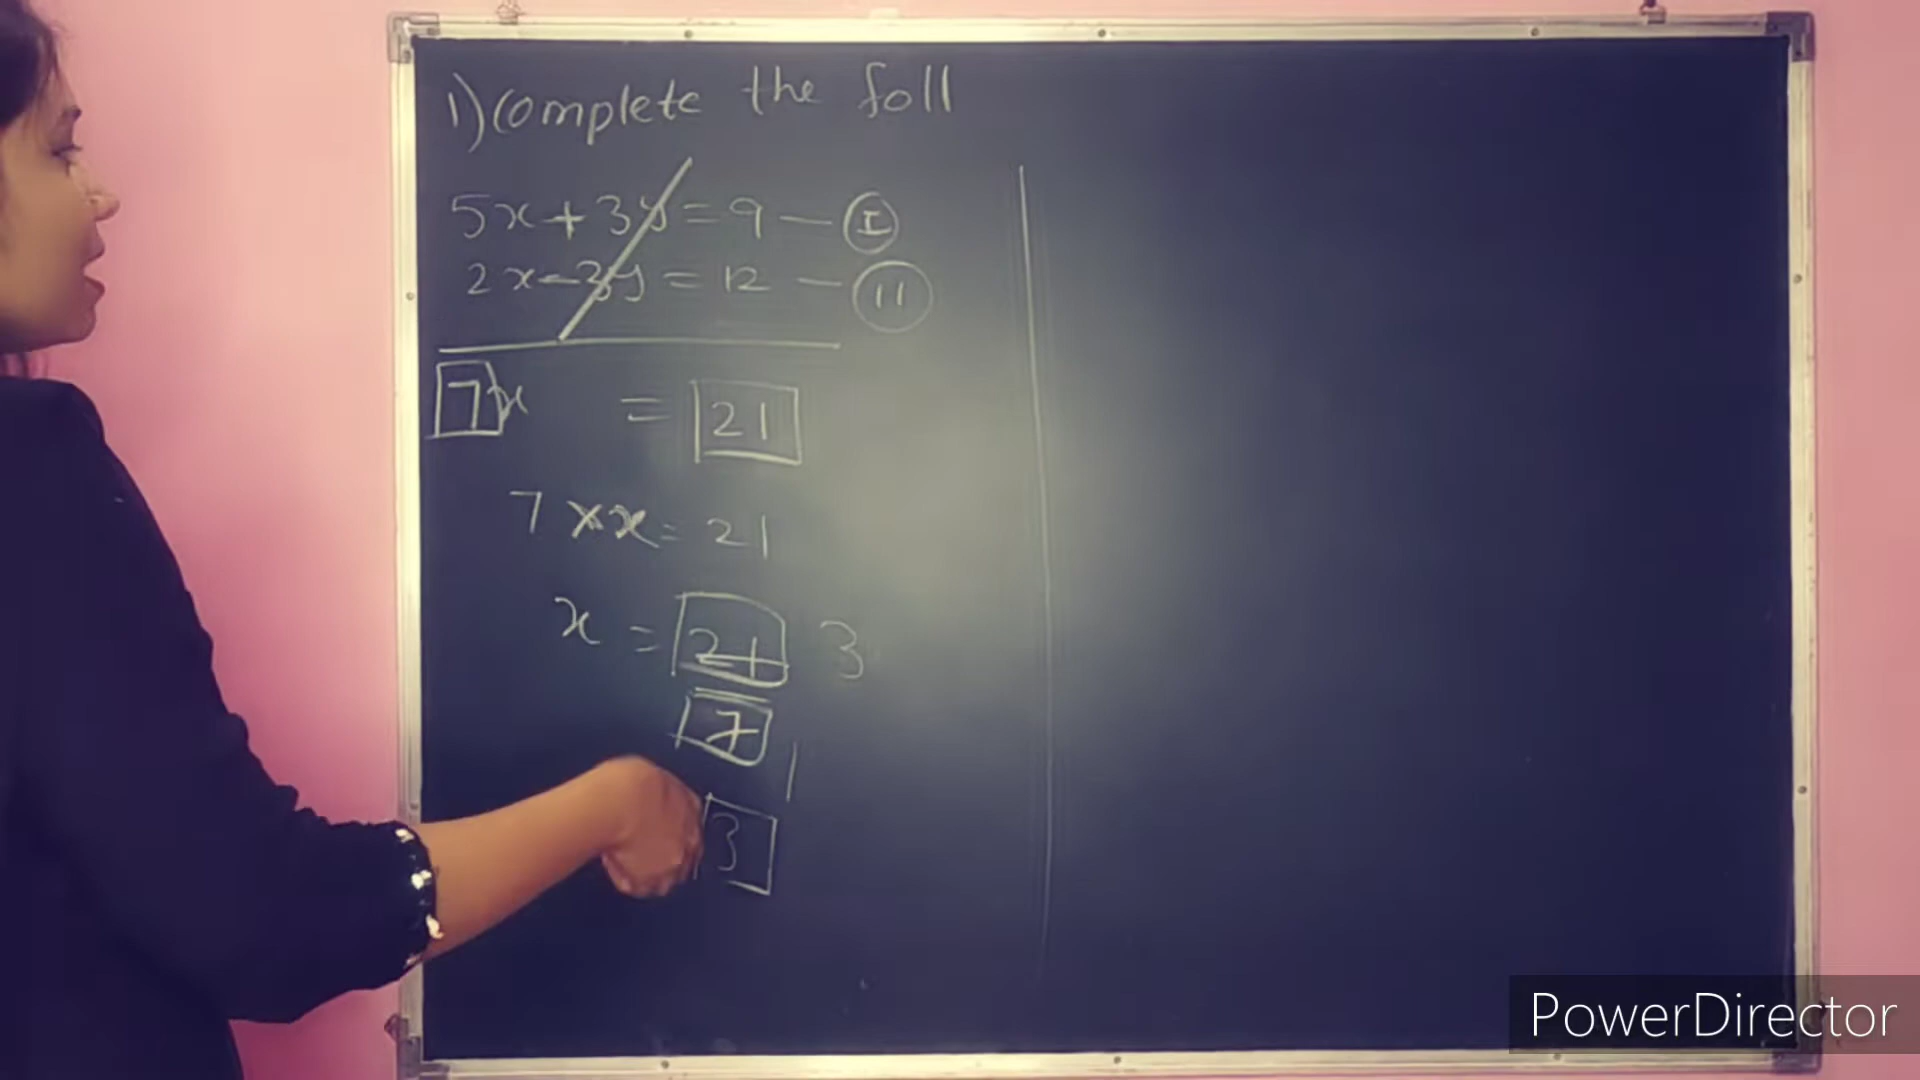 1) complete the foll
5x + 3y = 9 — I
2x - 3y = 12 — 11
7x = 21
7 × x = 21
x = 21 3
7
1
3
PowerDirector